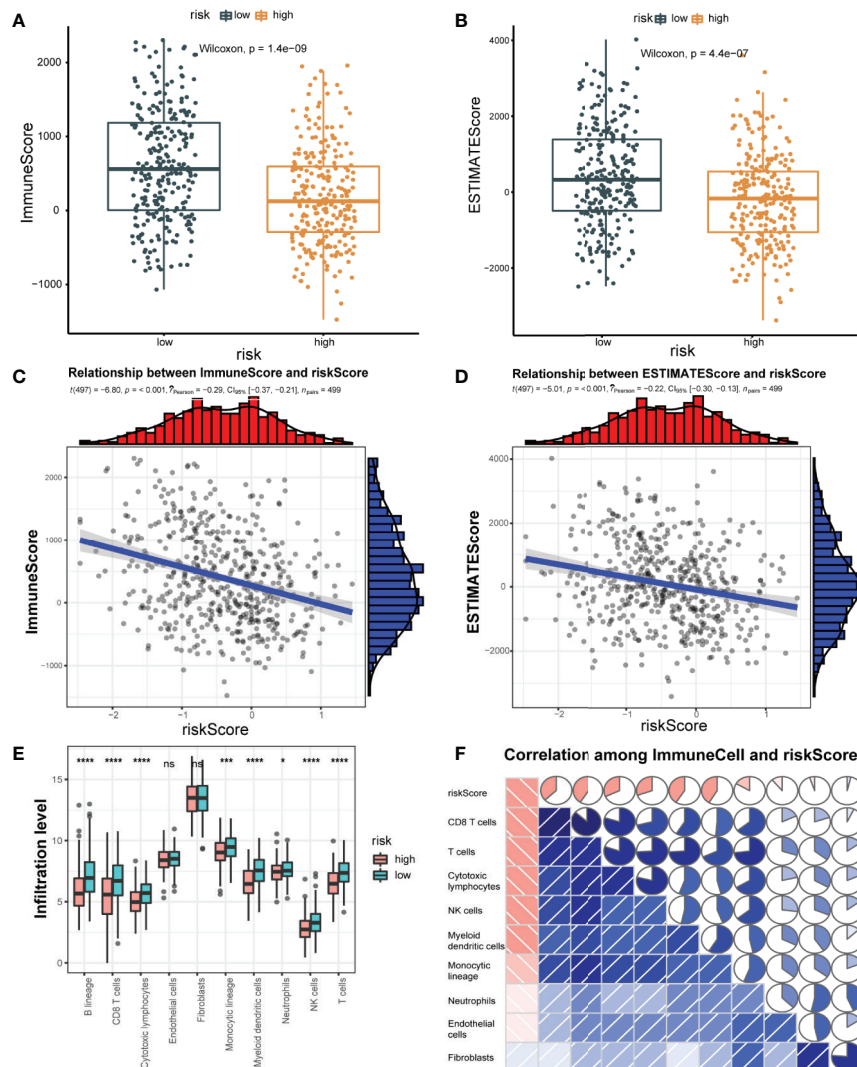 A
risk low high
Wilcoxon, p = 1.4e−09
ImmuneScore
2000
1000
0
−1000
low
high
risk
B
risk low high
Wilcoxon, p = 4.4e−07
ESTIMATEScore
4000
2000
0
−2000
low
high
risk
C
Relationship between ImmuneScore and riskScore
t(497) = −6.80, p = <0.001, r̂Pearson = −0.29, CI95% [−0.37, −0.21], npairs = 499
ImmuneScore
2000
1000
0
−1000
−2
−1
0
1
riskScore
D
Relationship between ESTIMATEScore and riskScore
t(497) = −5.01, p = <0.001, r̂Pearson = −0.22, CI95% [−0.30, −0.13], npairs = 499
ESTIMATEScore
4000
2000
0
−2000
−2
−1
0
1
riskScore
E
**** **** **** ns ns *** **** * **** ****
Infiltration level
15
10
5
0
B lineage
CD8 T cells
Cytotoxic lymphocytes
Endothelial cells
Fibroblasts
Monocytic lineage
Myeloid dendritic cells
Neutrophils
NK cells
T cells
risk
high
low
F
Correlation among ImmuneCell and riskScore
riskScore
CD8 T cells
T cells
Cytotoxic
lymphocytes
NK cells
Myeloid
dendritic cells
Monocytic
lineage
Neutrophils
Endothelial
cells
Fibroblasts